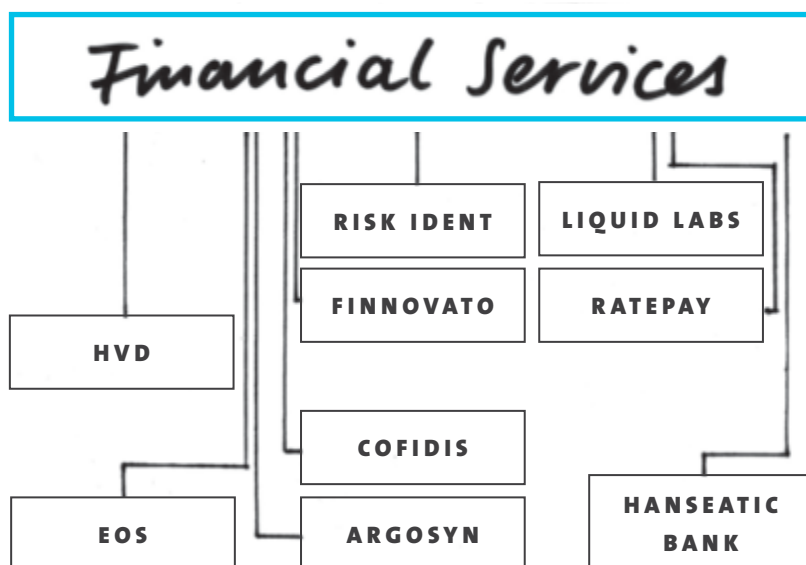 Financial Services
RISK IDENT
LIQUID LABS
FINNOVATO
RATEPAY
HVD
COFIDIS
EOS
ARGOSYN
HANSEATIC
BANK